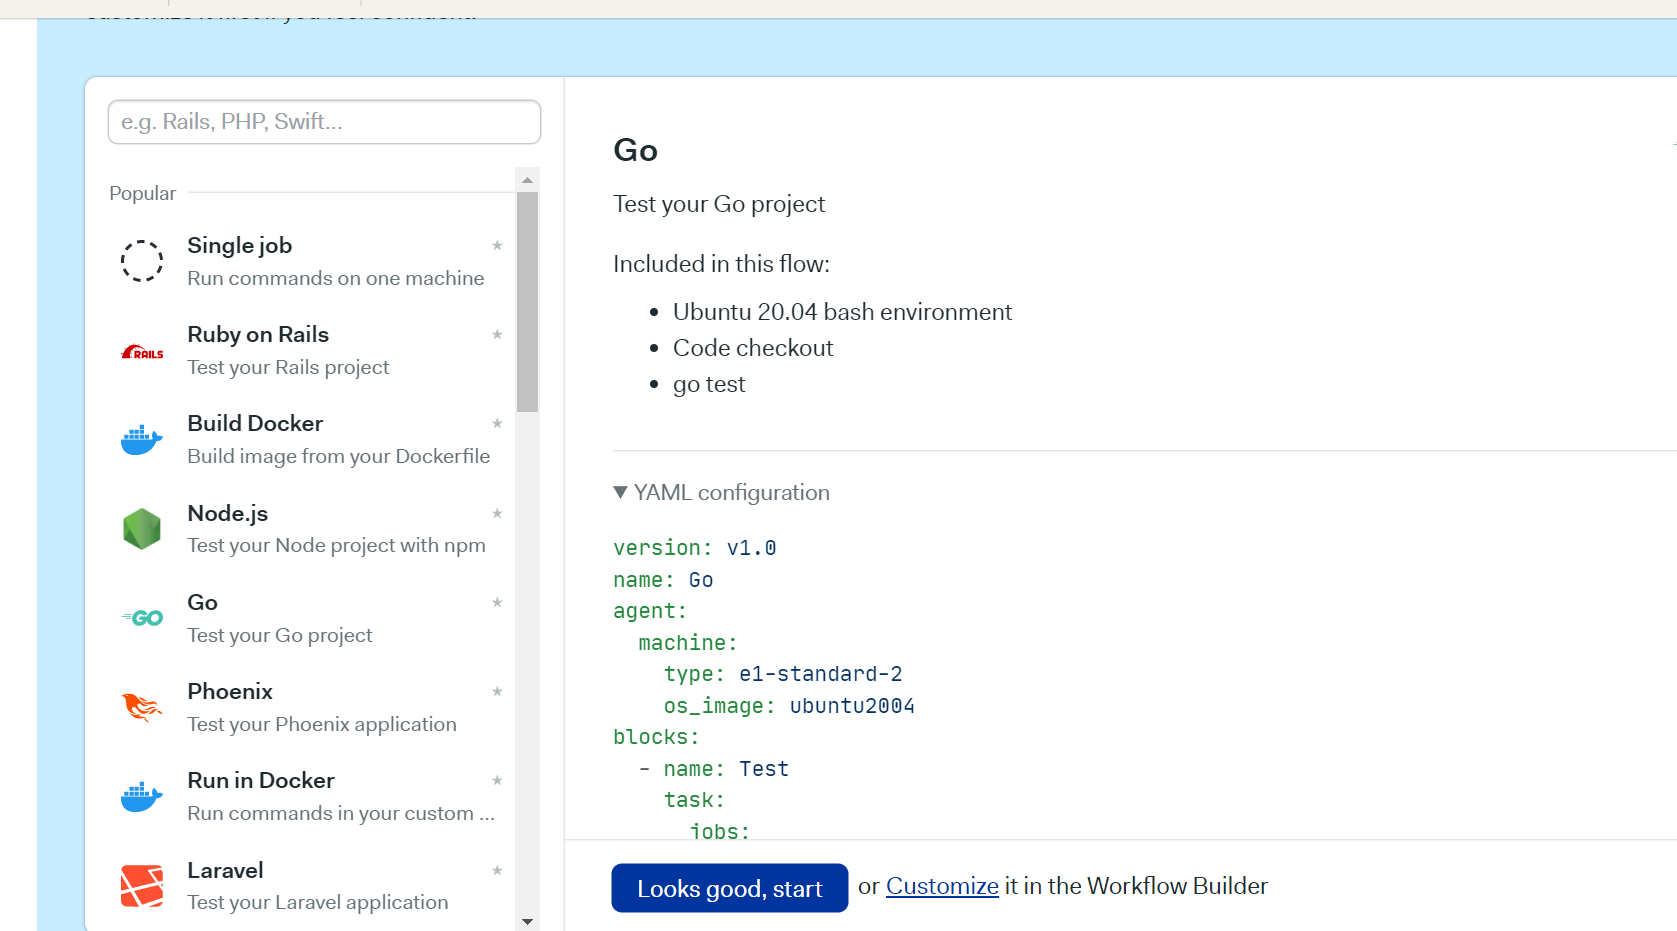 e.g. Rails, PHP, Swift...
Popular
Single job
Run commands on one machine
RAILS
Ruby on Rails
Test your Rails project
Build Docker
Build image from your Dockerfile
Node.js
Test your Node project with npm
GO
Go
Test your Go project
Phoenix
Test your Phoenix application
Run in Docker
Run commands in your custom ...
Laravel
Test your Laravel application
Go
Test your Go project
Included in this flow:
• Ubuntu 20.04 bash environment
• Code checkout
• go test
▼ YAML configuration
version: v1.0
name: Go
agent:
machine:
type: e1-standard-2
os_image: ubuntu2004
blocks:
- name: Test
task:
jobs:
Looks good, start or Customize it in the Workflow Builder